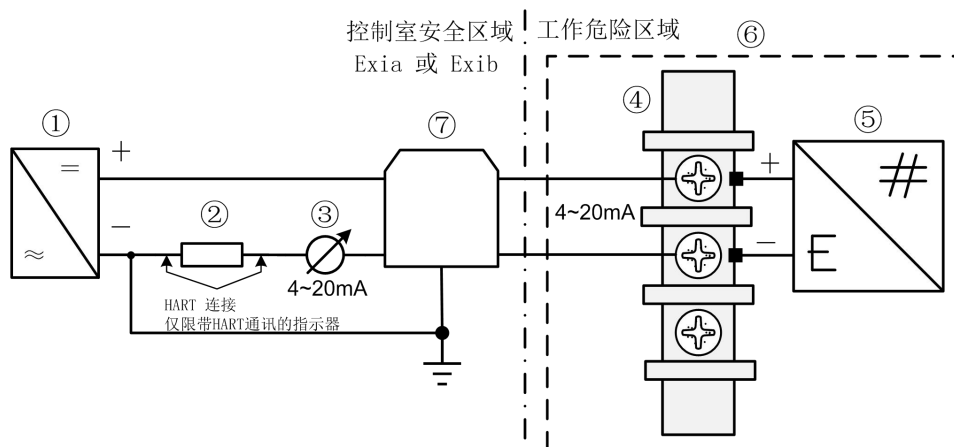 控制室安全区域
Exia 或 Exib
工作危险区域
⑥
④
①
⑦
⑤
+
=
+
#
②
③
4~20mA
−
−
≈
E
4~20mA
HART 连接
仅限带HART通讯的指示器